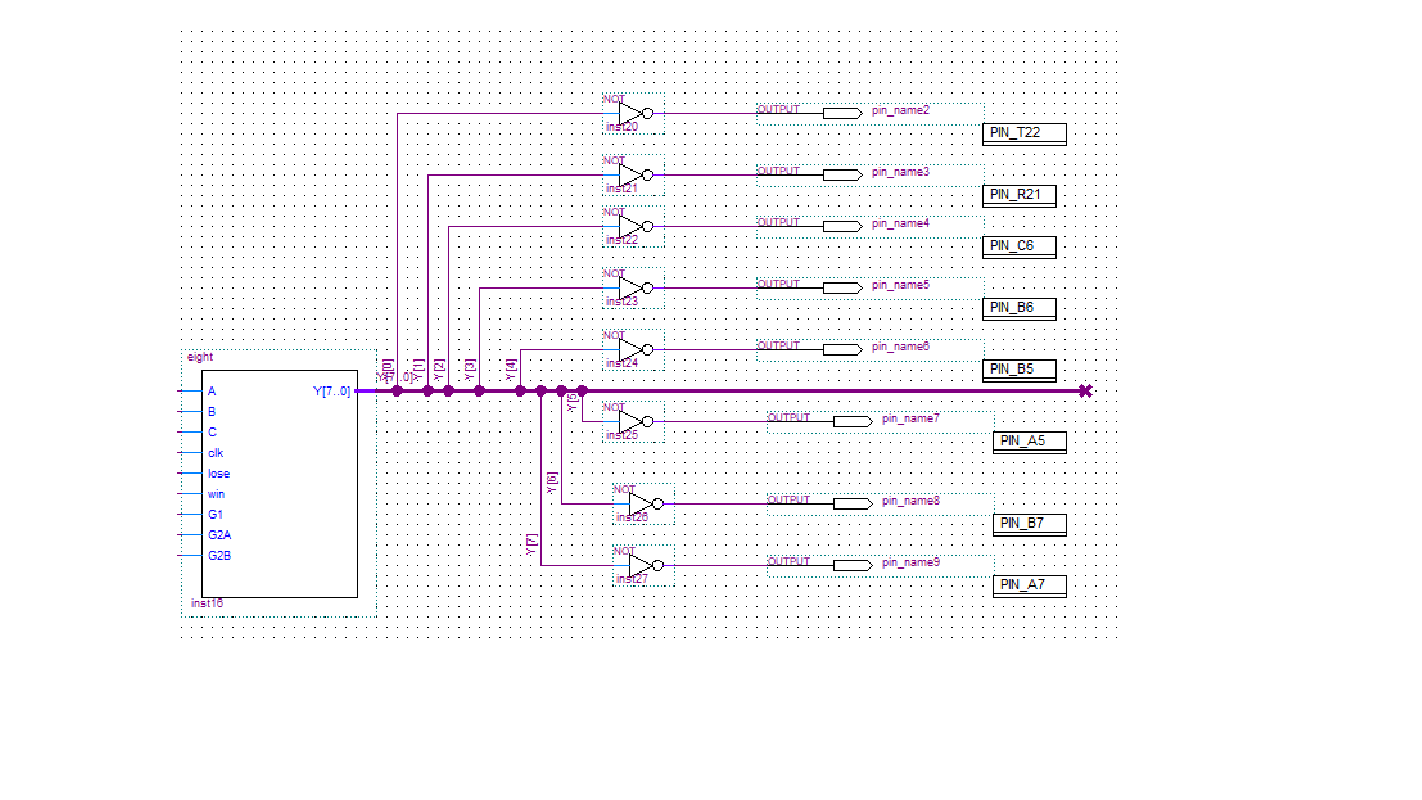 NOT
inst20
OUTPUT
pin_name2
PIN_T22
NOT
inst21
OUTPUT
pin_name3
PIN_R21
NOT
inst22
OUTPUT
pin_name4
PIN_C6
NOT
inst23
OUTPUT
pin_name5
PIN_B6
NOT
inst24
OUTPUT
pin_name6
PIN_B5
eight
Y[0]
Y[1]
Y[2]
Y[3]
Y[4]
Y[7..0]
A
Y[7..0]
B
C
clk
lose
win
G1
G2A
G2B
inst16
Y[5]
NOT
inst25
OUTPUT
pin_name7
PIN_A5
Y[6]
NOT
inst26
OUTPUT
pin_name8
PIN_B7
Y[7]
NOT
inst27
OUTPUT
pin_name9
PIN_A7